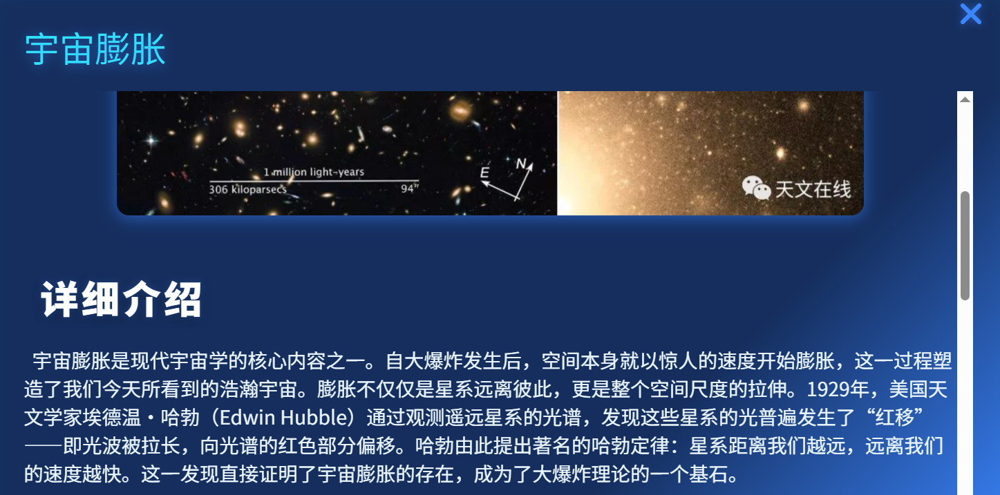 宇宙膨胀
1 million light-years
306 kiloparsecs
94"
E
N
天文在线
详细介绍
宇宙膨胀是现代宇宙学的核心内容之一。自大爆炸发生后，空间本身就以惊人的速度开始膨胀，这一过程塑
造了我们今天所看到的浩瀚宇宙。膨胀不仅仅是星系远离彼此，更是整个空间尺度的拉伸。1929年，美国天
文学家埃德温·哈勃（Edwin Hubble）通过观测遥远星系的光谱，发现这些星系的光普遍发生了“红移”
——即光波被拉长，向光谱的红色部分偏移。哈勃由此提出著名的哈勃定律：星系距离我们越远，远离我们
的速度越快。这一发现直接证明了宇宙膨胀的存在，成为了大爆炸理论的一个基石。